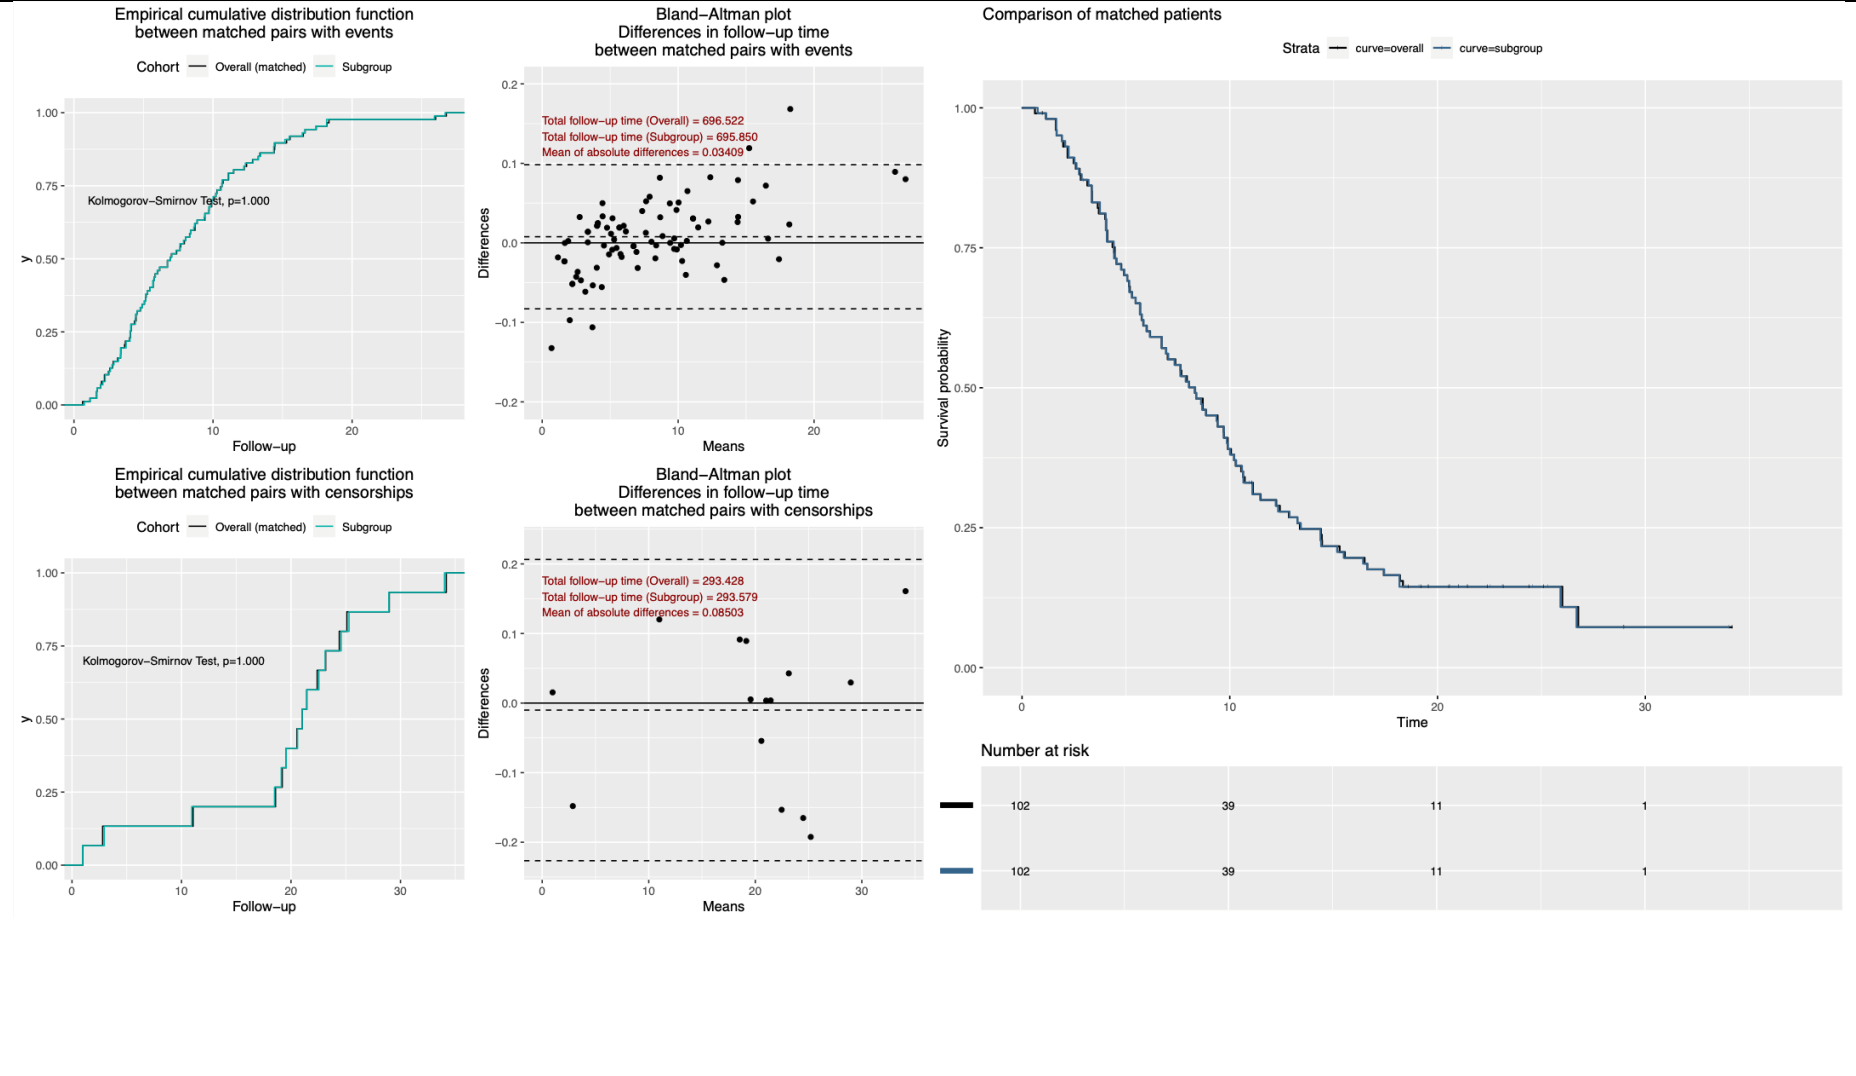 Empirical cumulative distribution function
between matched pairs with events
Cohort Overall (matched) Subgroup
1.00
0.75
0.50
0.25
0.00
y
Kolmogorov−Smirnov Test, p=1.000
0 10 20
Follow−up
Bland−Altman plot
Differences in follow−up time
between matched pairs with events
0.2
0.1
0.0
−0.1
−0.2
Differences
Total follow−up time (Overall) = 696.522
Total follow−up time (Subgroup) = 695.850
Mean of absolute differences = 0.03409
0 10 20
Means
Empirical cumulative distribution function
between matched pairs with censorships
Cohort Overall (matched) Subgroup
1.00
0.75
0.50
0.25
0.00
y
Kolmogorov−Smirnov Test, p=1.000
0 10 20 30
Follow−up
Bland−Altman plot
Differences in follow−up time
between matched pairs with censorships
0.2
0.1
0.0
−0.1
−0.2
Differences
Total follow−up time (Overall) = 293.428
Total follow−up time (Subgroup) = 293.579
Mean of absolute differences = 0.08503
0 10 20 30
Means
Comparison of matched patients
Strata curve=overall curve=subgroup
1.00
0.75
0.50
0.25
0.00
Survival probability
0 10 20 30
Time
Number at risk
102 39 11 1
102 39 11 1